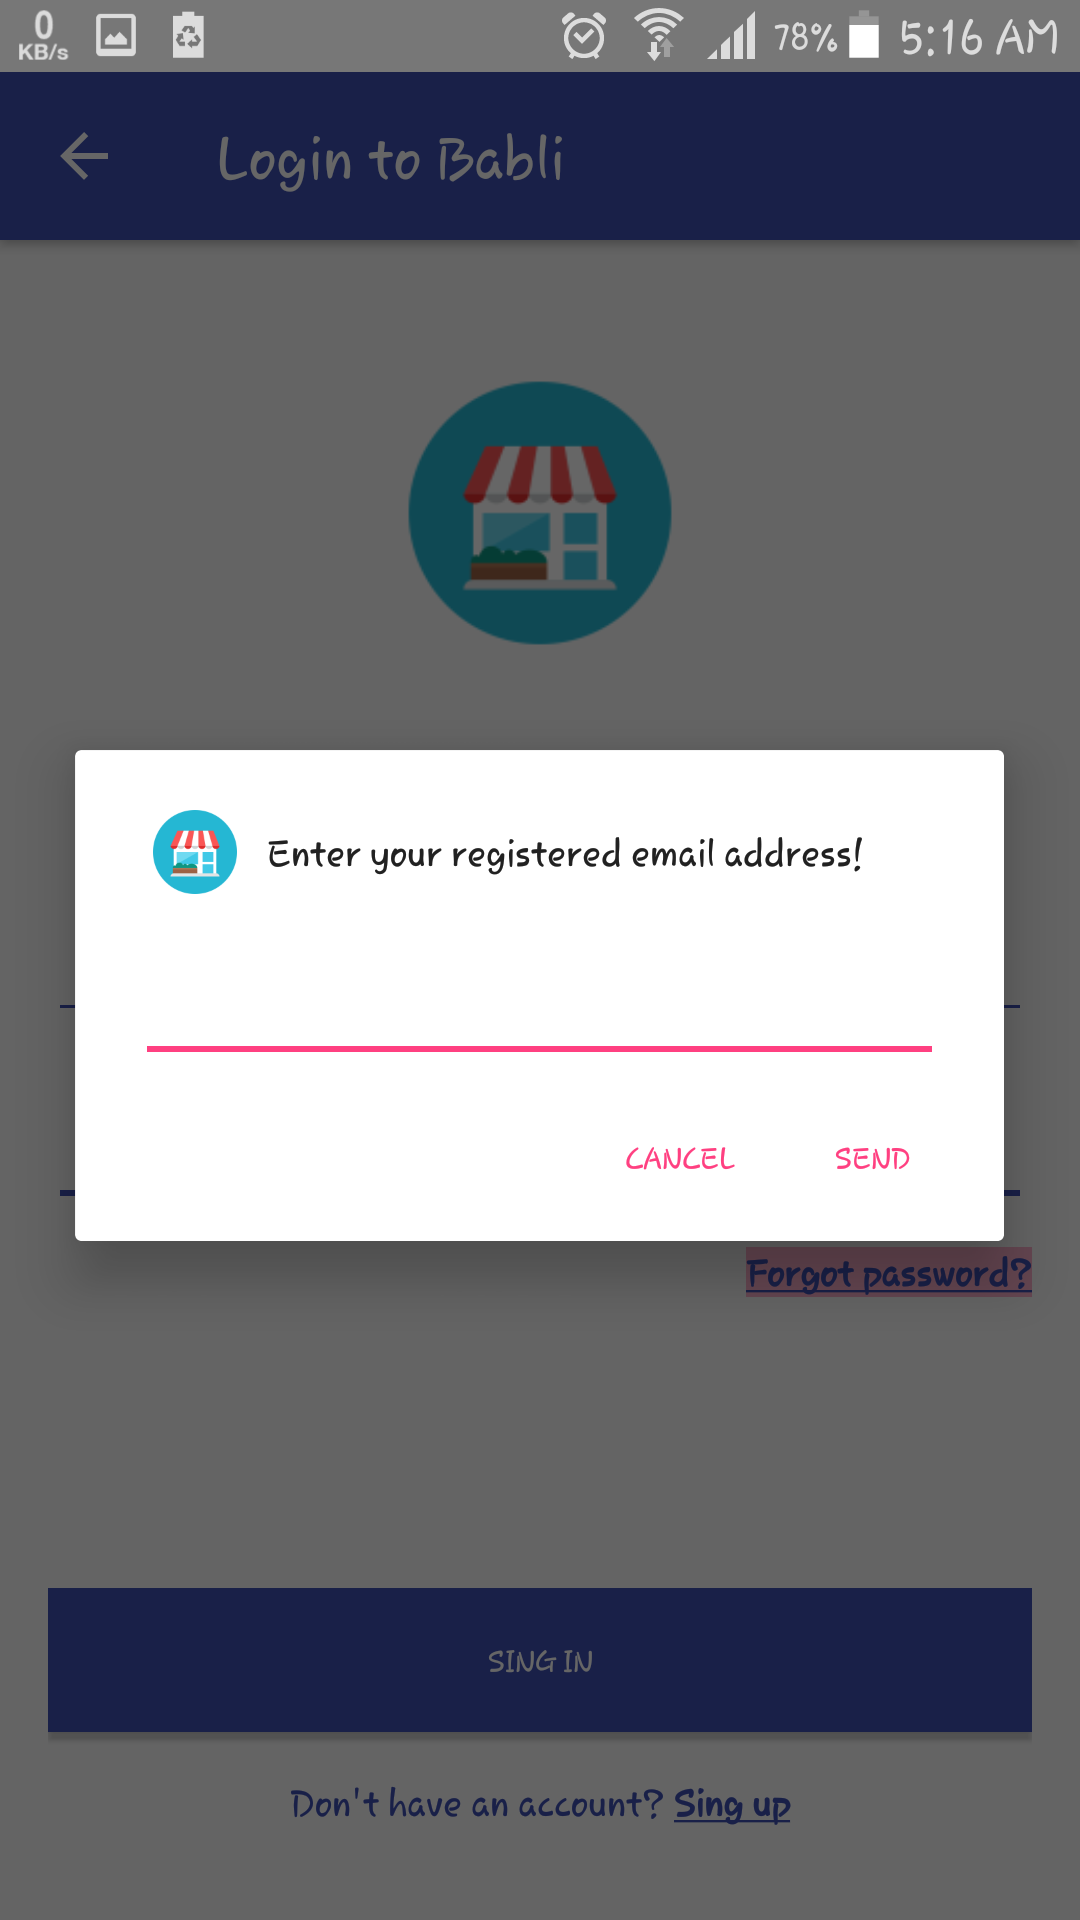 0
KB/s
78% 5:16 AM
Login to Babli
Enter your registered email address!
CANCEL SEND
Forgot password?
SING IN
Don't have an account? Sing up